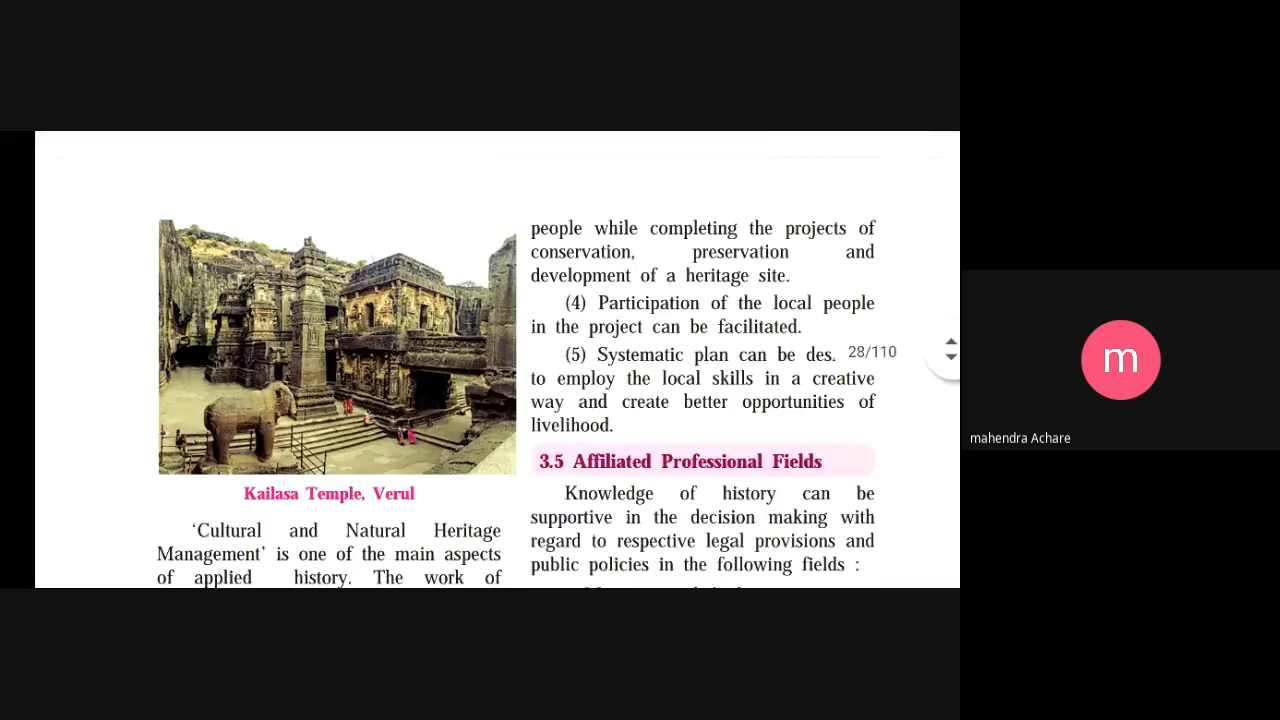 Kailasa Temple, Verul
'Cultural and Natural Heritage
Management' is one of the main aspects
of applied history. The work of
people while completing the projects of
conservation, preservation and
development of a heritage site.
(4) Participation of the local people
in the project can be facilitated.
(5) Systematic plan can be des.
28/110
to employ the local skills in a creative
way and create better opportunities of
livelihood.
3.5 Affiliated Professional Fields
Knowledge of history can be
supportive in the decision making with
regard to respective legal provisions and
public policies in the following fields :
m
mahendra Achare